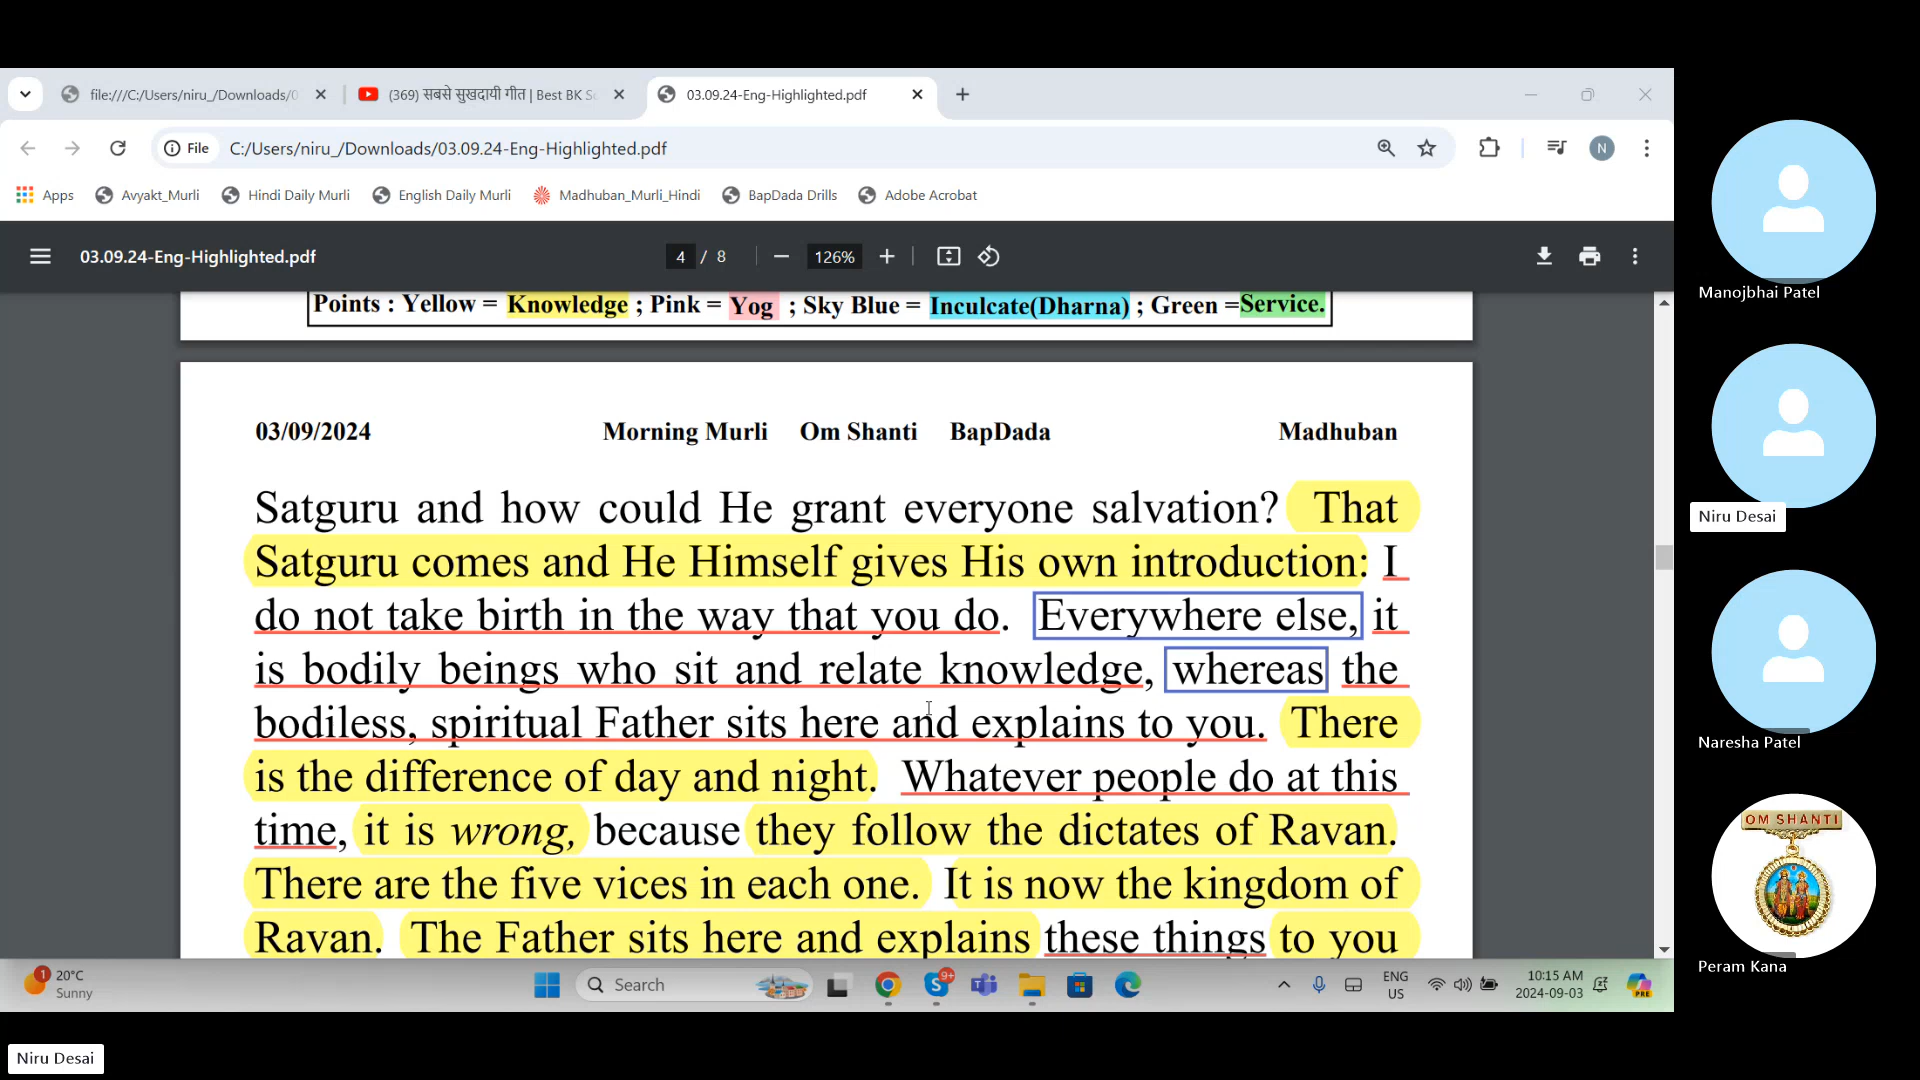 file:///C:/Users/niru_/Downloads/0
(369) सबसे सुखदायी गीत | Best BK
03.09.24-Eng-Highlighted.pdf
File
C:/Users/niru_/Downloads/03.09.24-Eng-Highlighted.pdf
N
Apps
Avyakt_Murli
Hindi Daily Murli
English Daily Murli
Madhuban_Murli_Hindi
BapDada Drills
Adobe Acrobat
03.09.24-Eng-Highlighted.pdf
4 / 8
126%
Points : Yellow = Knowledge ; Pink = Yog ; Sky Blue = Inculcate(Dharna) ; Green =Service.
03/09/2024 Morning Murli Om Shanti BapDada Madhuban
Satguru and how could He grant everyone salvation? That
Satguru comes and He Himself gives His own introduction: I
do not take birth in the way that you do. Everywhere else, it
is bodily beings who sit and relate knowledge, whereas the
bodiless, spiritual Father sits here and explains to you. There
is the difference of day and night. Whatever people do at this
time, it is wrong, because they follow the dictates of Ravan.
There are the five vices in each one. It is now the kingdom of
Ravan. The Father sits here and explains these things to you
Manojbhai Patel
Niru Desai
Naresha Patel
OM SHANTI
Peram Kana
1
20°C
Sunny
Search
9+
ENG
US
10:15 AM
2024-09-03
PRE
Niru Desai